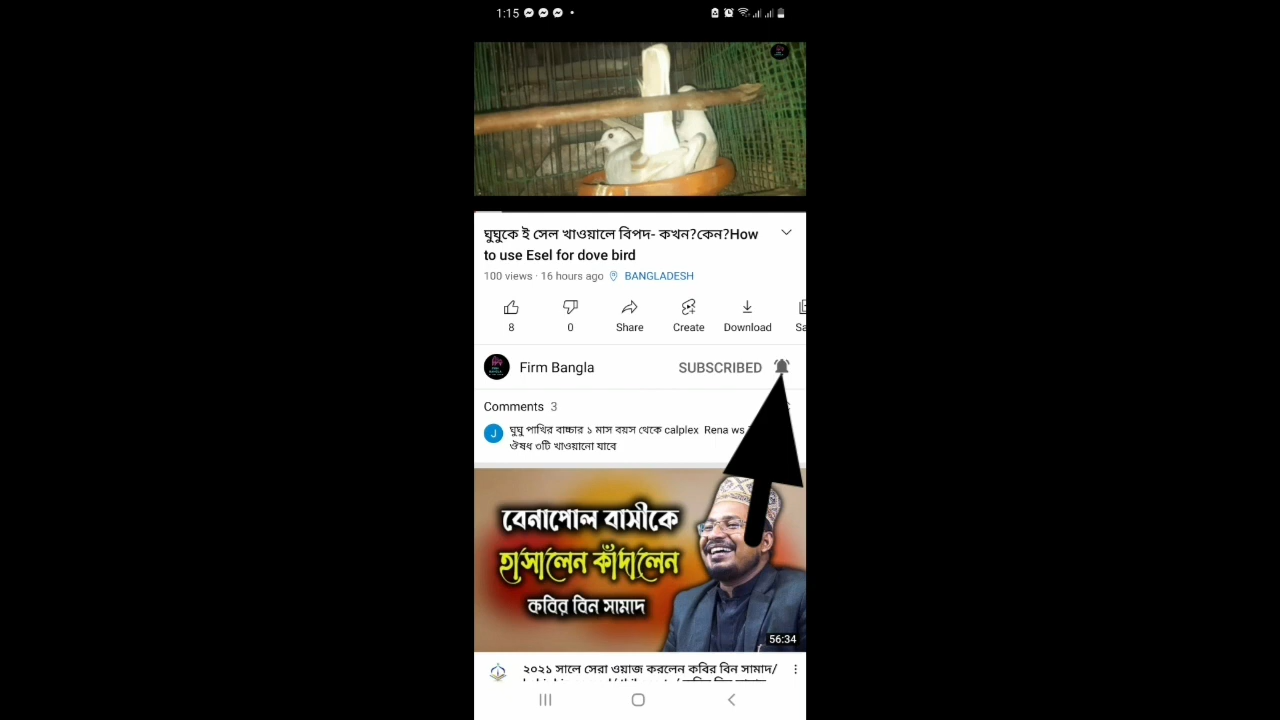 1:15
ঘুঘুকে ই সেল খাওয়ালে বিপদ- কখন?কেন?How
to use Esel for dove bird
100 views · 16 hours ago BANGLADESH
8 0 Share Create Download
Firm Bangla SUBSCRIBED
Comments 3
J ঘুঘু পাখির বাচ্চার ১ মাস বয়স থেকে calplex Rena ws
ঔষধ ৩টি খাওয়ানো যাবে
বেনাপোল বাসীকে
হাসালেন কাঁদালেন
কবির বিন সামাদ
56:34
২০২১ সালে সেরা ওয়াজ করলেন কবির বিন সামাদ/